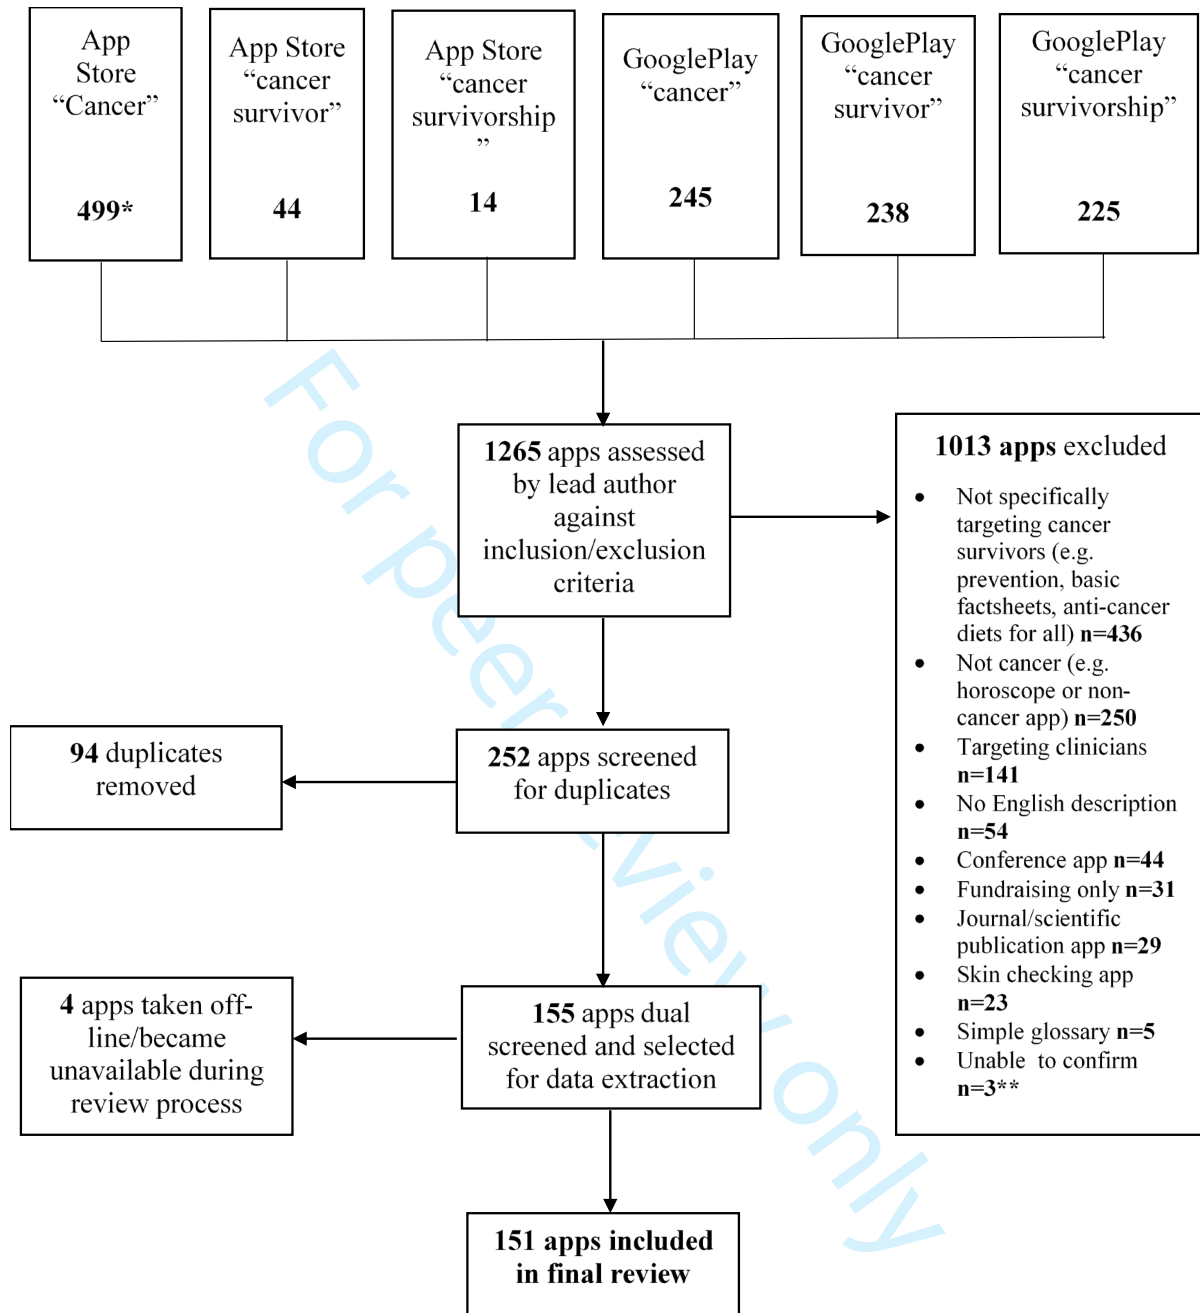 App
Store
“Cancer”
499*
App Store
“cancer
survivor”
44
App Store
“cancer
survivorship
”
14
GooglePlay
“cancer”
245
GooglePlay
“cancer
survivor”
238
GooglePlay
“cancer
survivorship”
225
1265 apps assessed
by lead author
against
inclusion/exclusion
criteria
1013 apps excluded
• Not specifically
targeting cancer
survivors (e.g.
prevention, basic
factsheets, anti-cancer
diets for all) n=436
• Not cancer (e.g.
horoscope or non-
cancer app) n=250
• Targeting clinicians
n=141
• No English description
n=54
• Conference app n=44
• Fundraising only n=31
• Journal/scientific
publication app n=29
• Skin checking app
n=23
• Simple glossary n=5
• Unable to confirm
n=3**
94 duplicates
removed
252 apps screened
for duplicates
4 apps taken off-
line/became
unavailable during
review process
155 apps dual
screened and selected
for data extraction
151 apps included
in final review
For peer review only